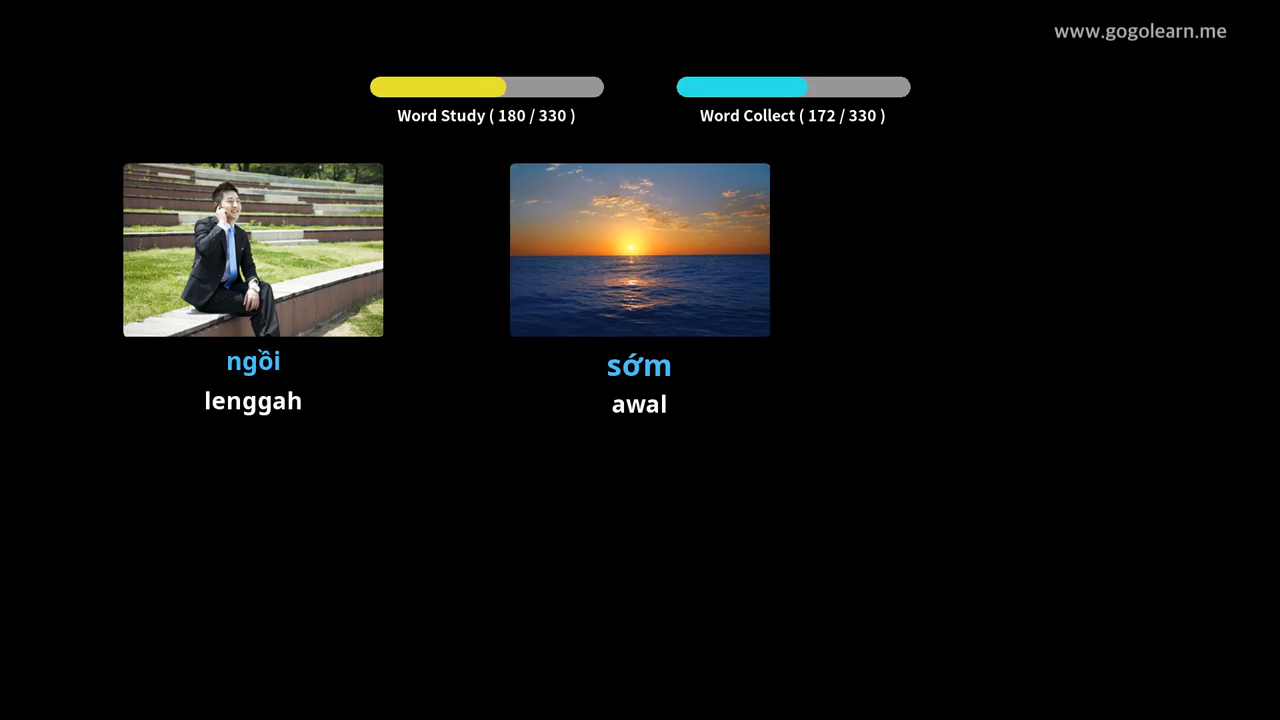 www.gogolearn.me
Word Study ( 180 / 330 )
Word Collect ( 172 / 330 )
ngồi
lenggah
sớm
awal